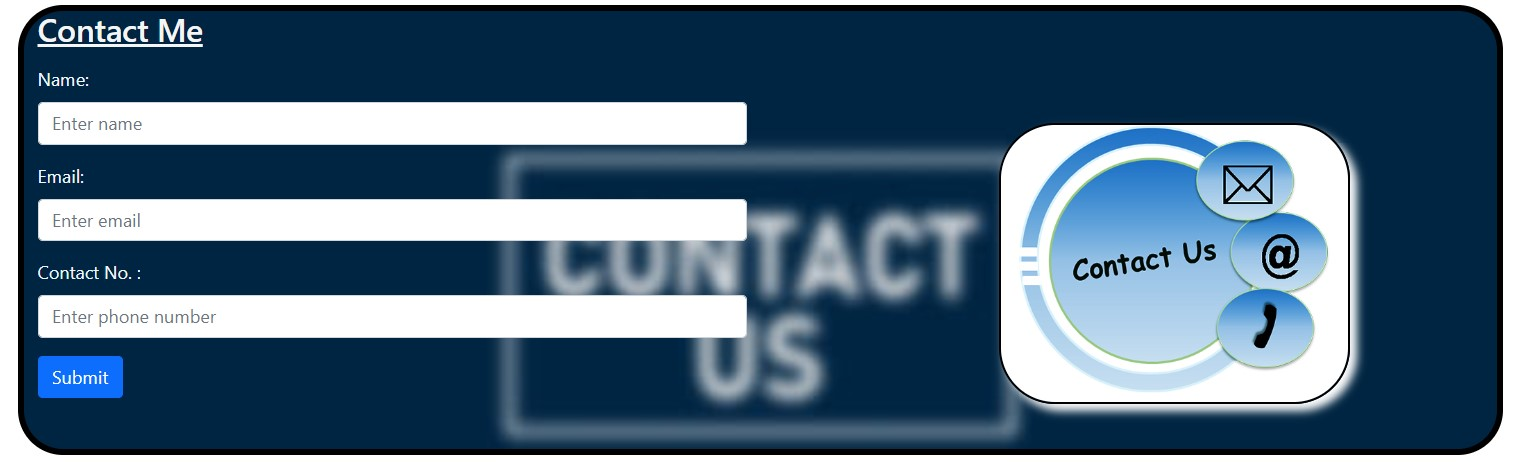 Contact Me
Name:
Enter name
Email:
Enter email
Contact No. :
Enter phone number
Submit
CONTACT
US
Contact Us
@